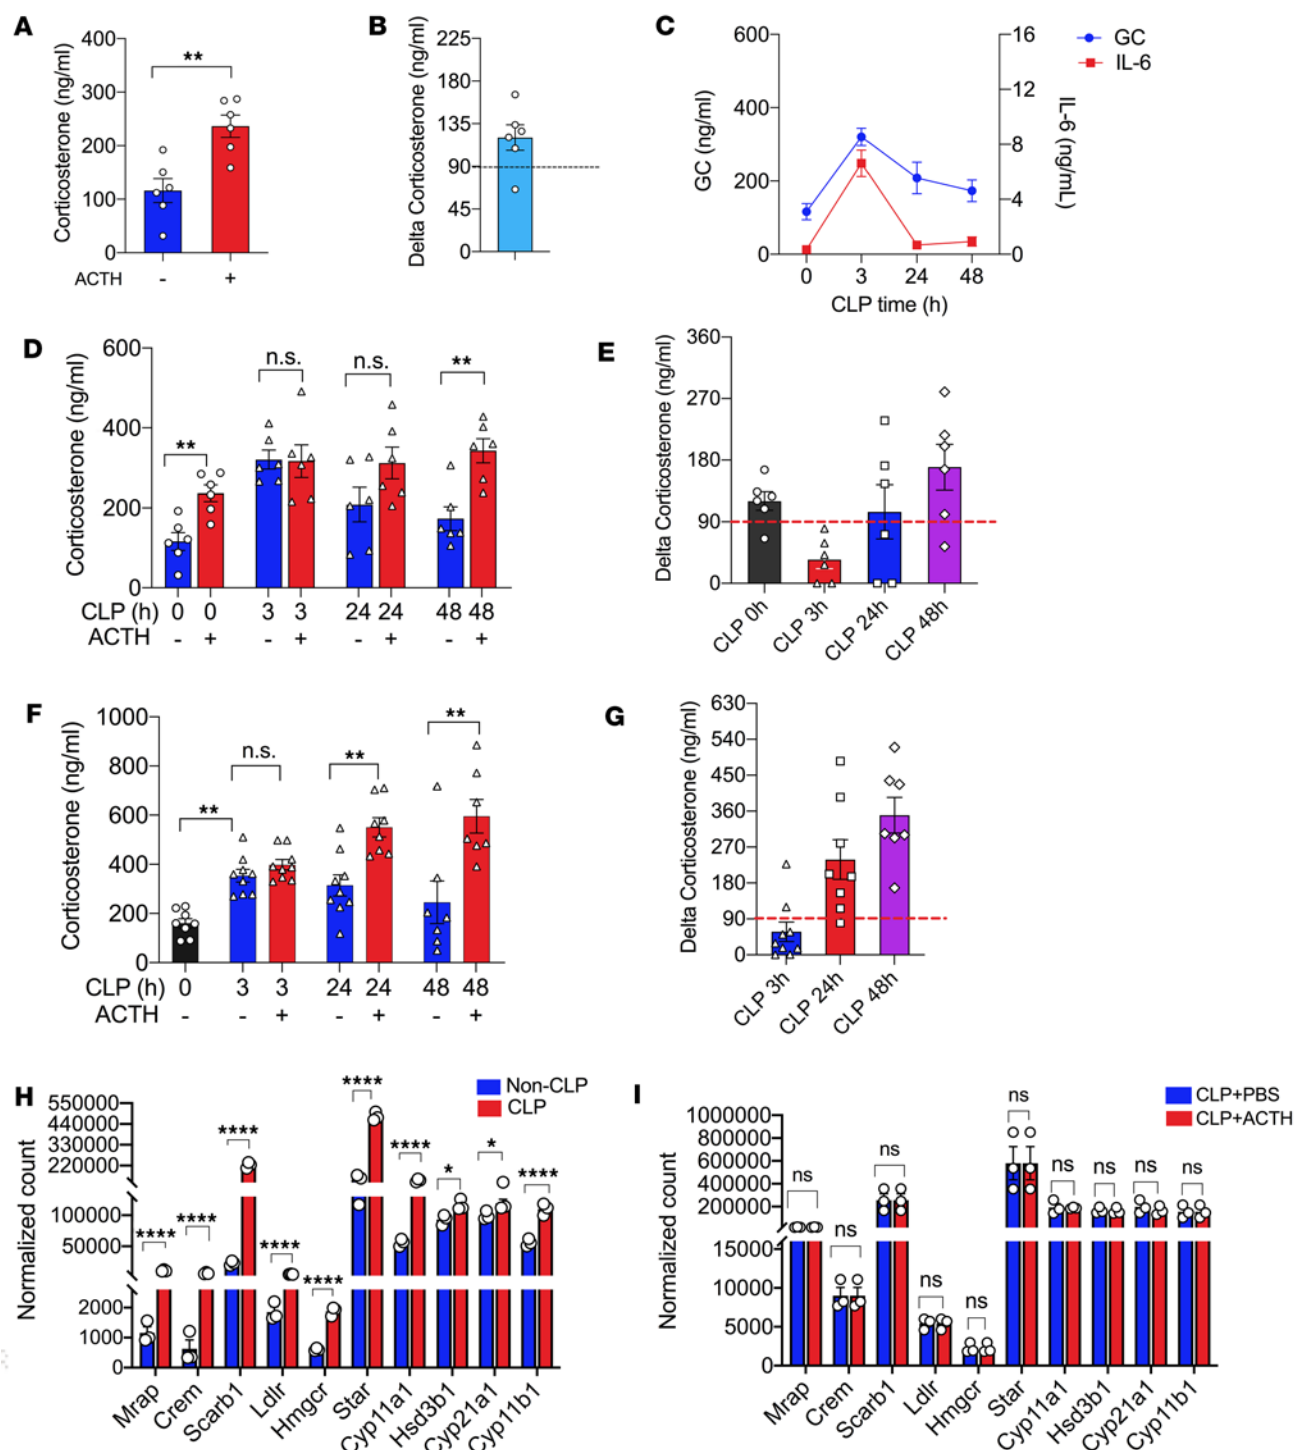 A
Corticosterone (ng/ml)
400
300
200
100
0
**
ACTH - +
B
Delta Corticosterone (ng/ml)
225
180
135
90
45
0
C
GC (ng/ml)
600
400
200
0
16
12
8
4
0
IL-6 (ng/mL)
GC
IL-6
0 3 24 48
CLP time (h)
D
Corticosterone (ng/ml)
600
400
200
0
** n.s. n.s. **
CLP (h) 0 0 3 3 24 24 48 48
ACTH - + - + - + - +
E
Delta Corticosterone (ng/ml)
360
270
180
90
0
CLP 0h CLP 3h CLP 24h CLP 48h
F
Corticosterone (ng/ml)
1000
800
600
400
200
0
** n.s. ** **
CLP (h) 0 3 3 24 24 48 48
ACTH - - + - + - +
G
Delta Corticosterone (ng/ml)
630
540
450
360
270
180
90
0
CLP 3h CLP 24h CLP 48h
H
Normalized count
550000
440000
330000
220000
100000
50000
2000
1000
0
Non-CLP
CLP
**** **** **** **** **** **** **** * * ****
Mrap Crem Scarb1 Ldlr Hmgcr Star Cyp11a1 Hsd3b1 Cyp21a1 Cyp11b1
I
Normalized count
1000000
800000
600000
400000
200000
15000
10000
5000
0
CLP+PBS
CLP+ACTH
ns ns ns ns ns ns ns ns ns ns
Mrap Crem Scarb1 Ldlr Hmgcr Star Cyp11a1 Hsd3b1 Cyp21a1 Cyp11b1